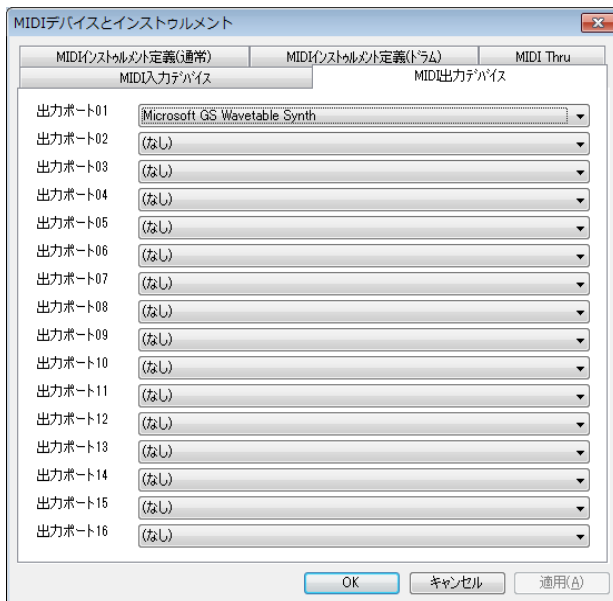 MIDIデバイスとインストゥルメント
MIDIインストゥルメント定義(通常) MIDIインストゥルメント定義(ドラム) MIDI Thru
MIDI入力デバイス MIDI出力デバイス
出力ポート01 Microsoft GS Wavetable Synth
出力ポート02 (なし)
出力ポート03 (なし)
出力ポート04 (なし)
出力ポート05 (なし)
出力ポート06 (なし)
出力ポート07 (なし)
出力ポート08 (なし)
出力ポート09 (なし)
出力ポート10 (なし)
出力ポート11 (なし)
出力ポート12 (なし)
出力ポート13 (なし)
出力ポート14 (なし)
出力ポート15 (なし)
出力ポート16 (なし)
OK キャンセル 適用(A)